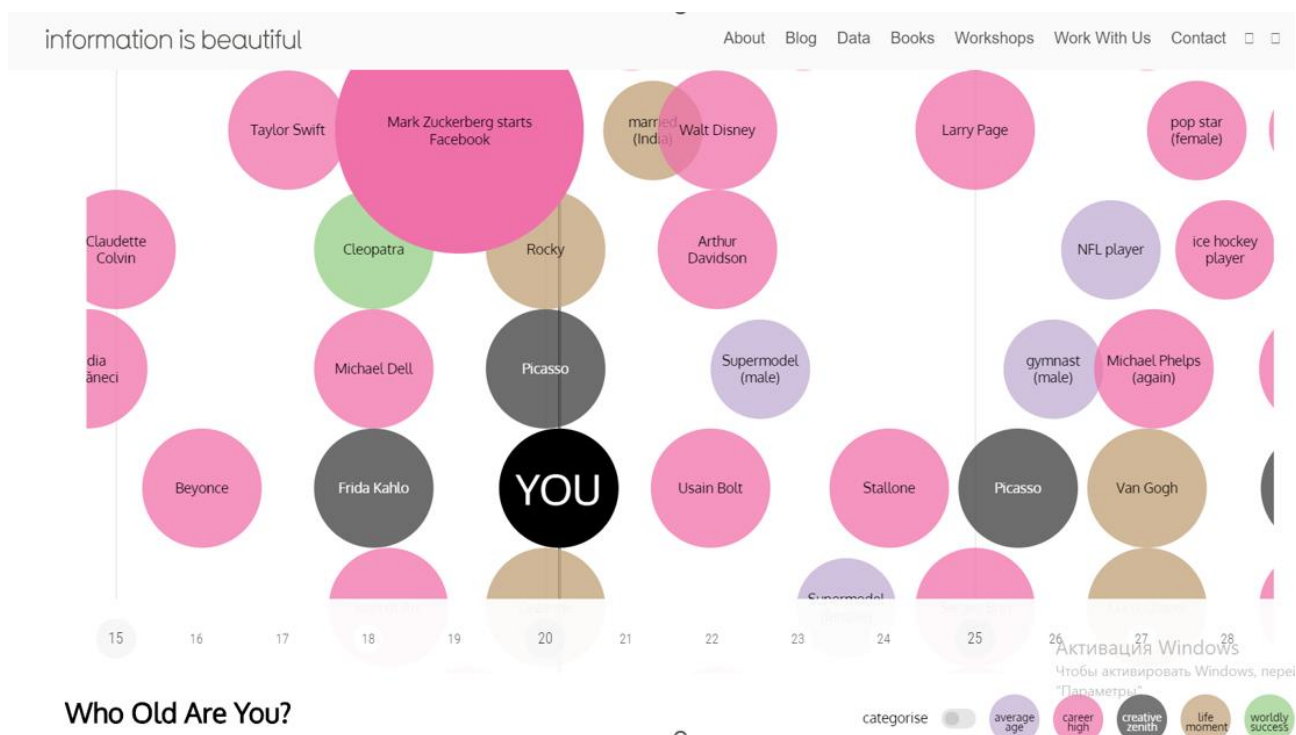 information is beautiful
About Blog Data Books Workshops Work With Us Contact
Taylor Swift
Mark Zuckerberg starts
Facebook
married
(India)
Walt Disney
Larry Page
pop star
(female)
Claudette
Colvin
Cleopatra
Rocky
Arthur
Davidson
NFL player
ice hockey
player
dia
ăneci
Michael Dell
Picasso
Supermodel
(male)
gymnast
(male)
Michael Phelps
(again)
Beyonce
Frida Kahlo
YOU
Usain Bolt
Stallone
Picasso
Van Gogh
Supermodel
15 16 17 18 19 20 21 22 23 24 25 26 27 28
Активация Windows
Чтобы активировать Windows, перей
"Параметры".
Who Old Are You?
categorise
average
age
career
high
creative
zenith
life
moment
worldly
success